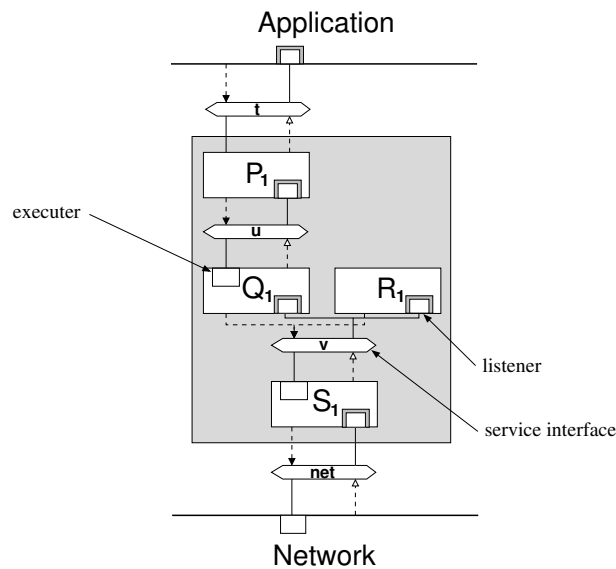 Application
t
P1
executer
u
Q1
R1
v
listener
S1
service interface
net
Network